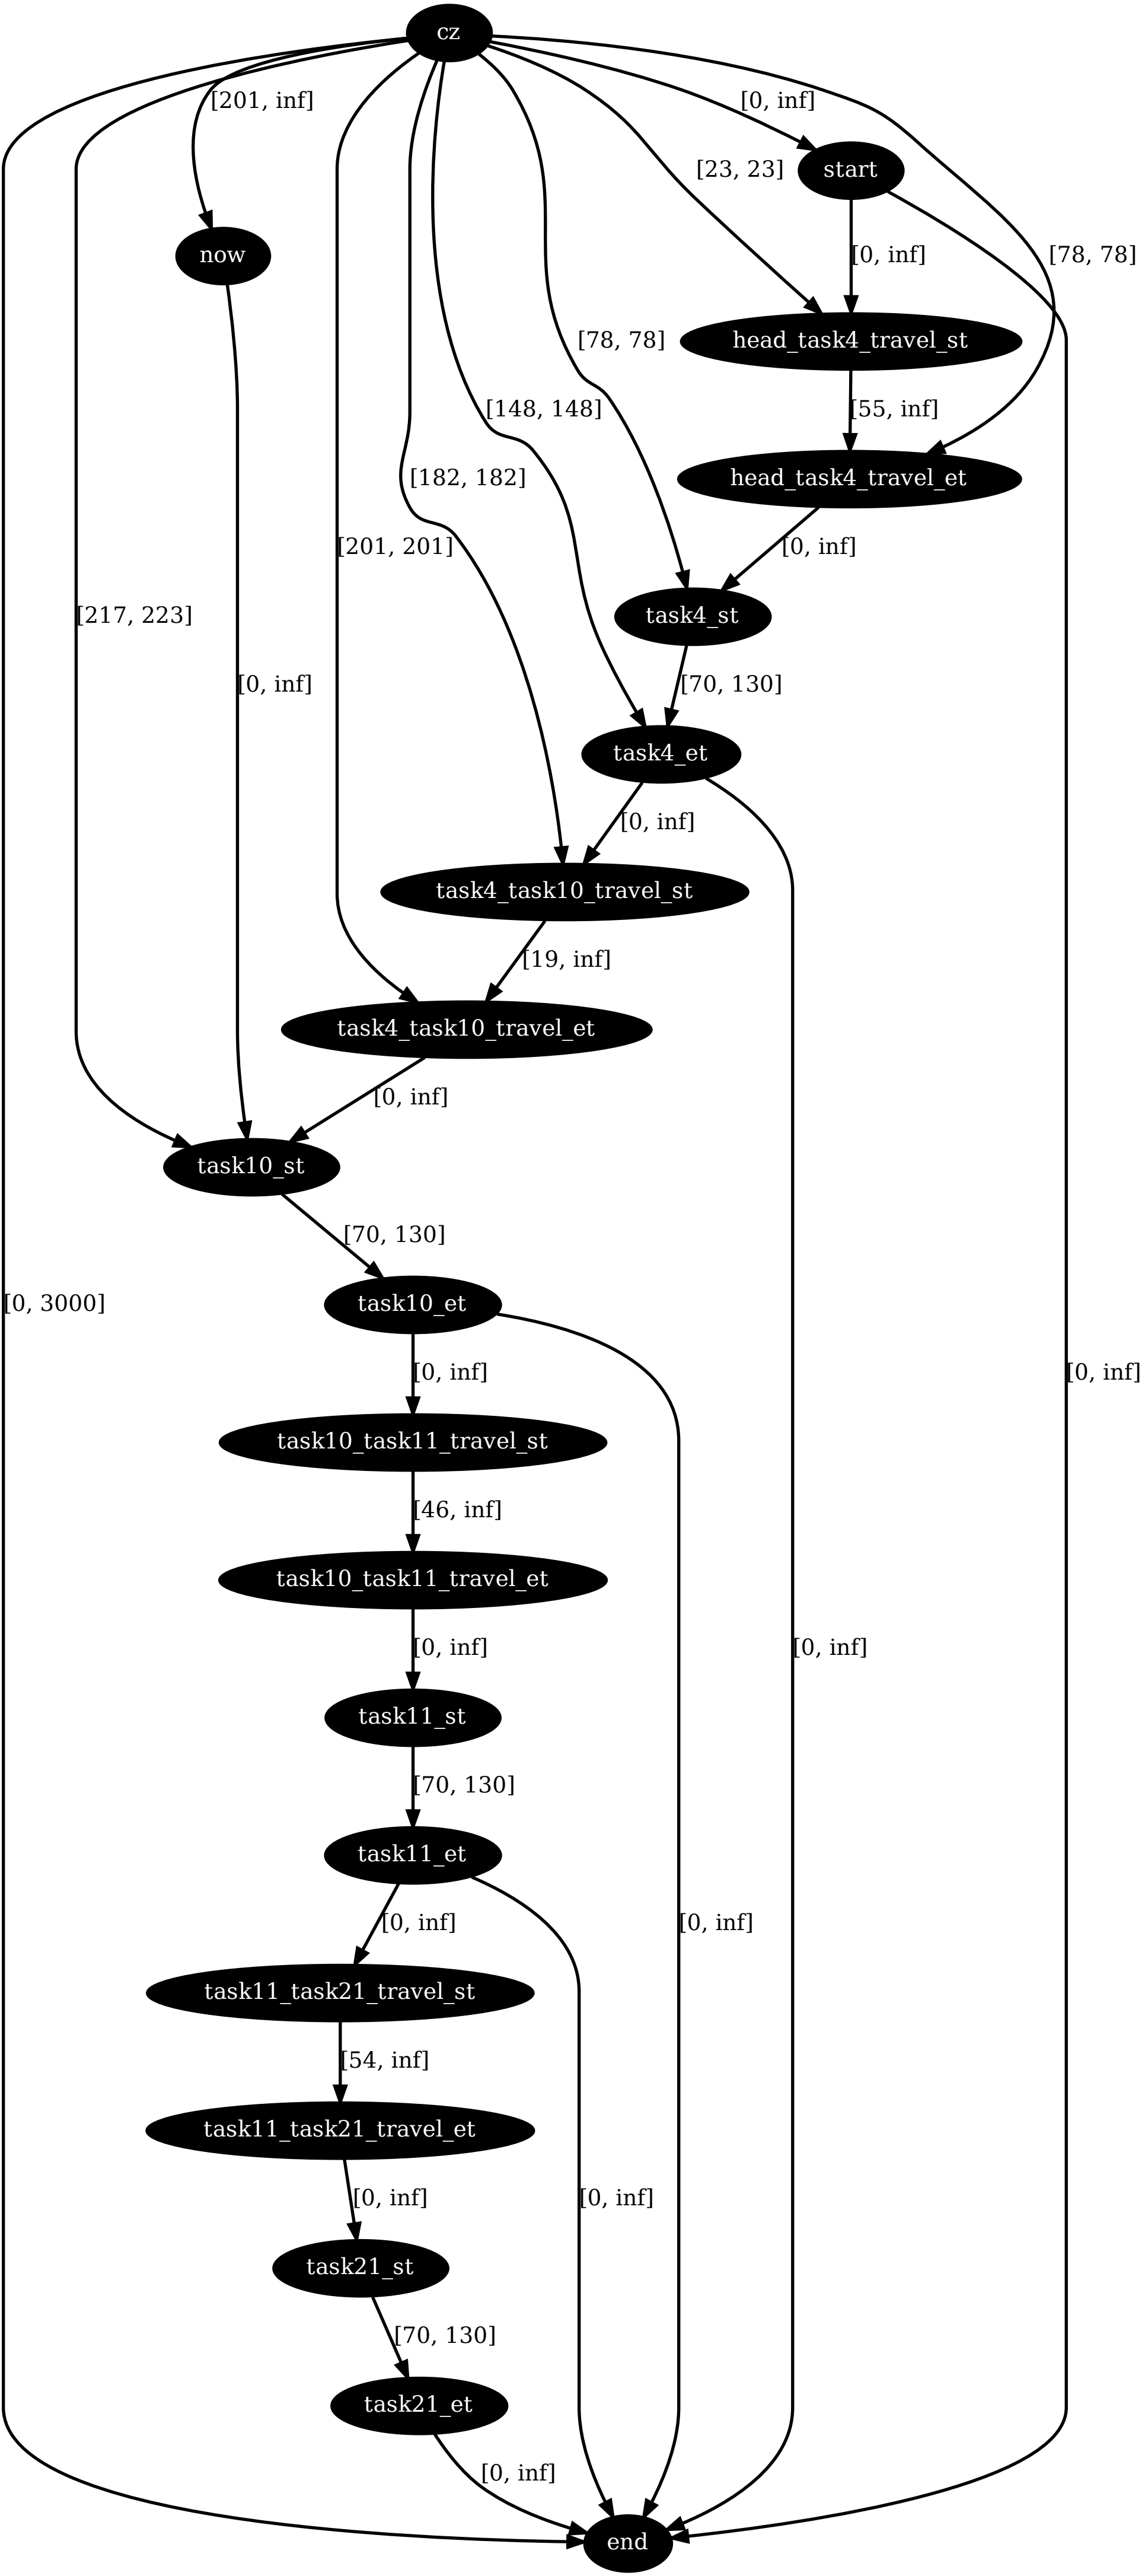 cz
[201, inf]
[0, inf]
[23, 23]
start
now
[0, inf]
[78, 78]
[78, 78]
head_task4_travel_st
[148, 148]
[55, inf]
[182, 182]
head_task4_travel_et
[201, 201]
[0, inf]
[217, 223]
task4_st
[0, inf]
[70, 130]
task4_et
[0, inf]
task4_task10_travel_st
[19, inf]
task4_task10_travel_et
[0, inf]
task10_st
[70, 130]
[0, 3000]
task10_et
[0, inf]
[0, inf]
task10_task11_travel_st
[46, inf]
task10_task11_travel_et
[0, inf]
[0, inf]
task11_st
[70, 130]
task11_et
[0, inf]
[0, inf]
task11_task21_travel_st
[54, inf]
task11_task21_travel_et
[0, inf]
[0, inf]
task21_st
[70, 130]
task21_et
[0, inf]
end